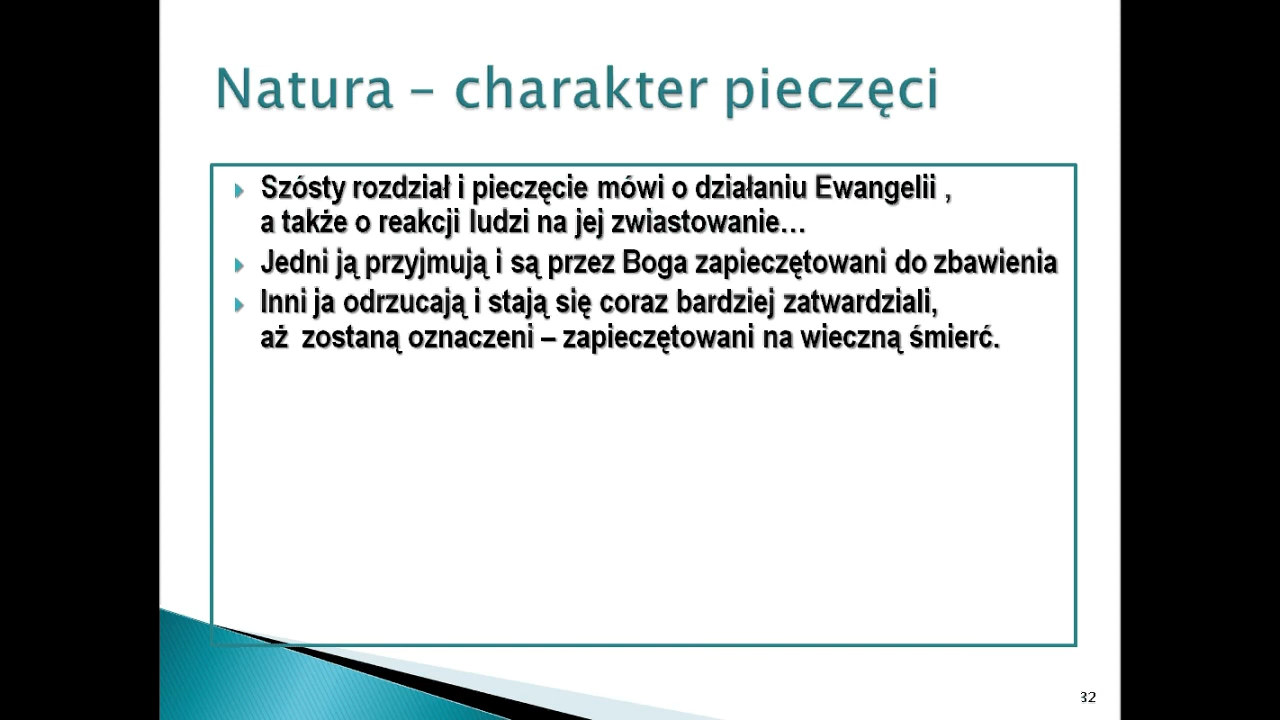 Natura – charakter pieczęci
Szósty rozdział i pieczęcie mówi o działaniu Ewangelii ,
a także o reakcji ludzi na jej zwiastowanie…
Jedni ją przyjmują i są przez Boga zapieczętowani do zbawienia
Inni ja odrzucają i stają się coraz bardziej zatwardziali,
aż zostaną oznaczeni – zapieczętowani na wieczną śmierć.
32